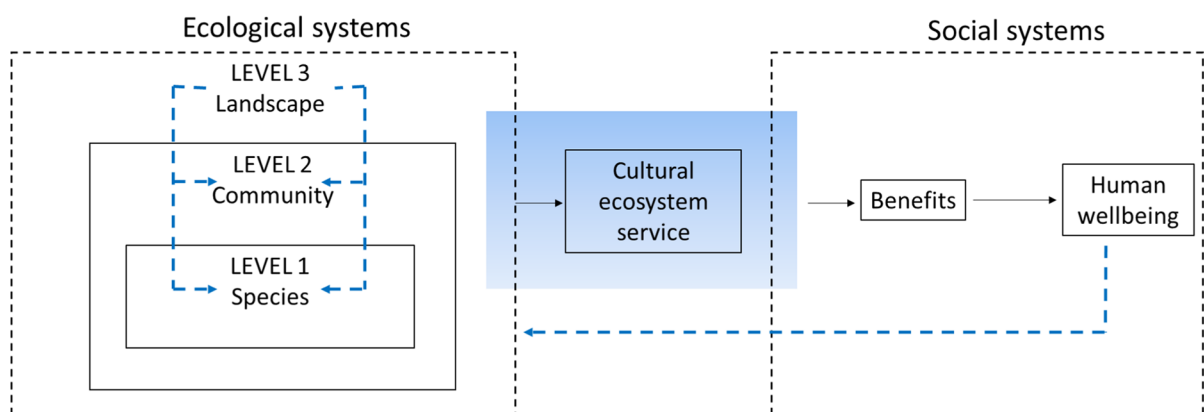 Ecological systems
LEVEL 3
Landscape
LEVEL 2
Community
LEVEL 1
Species
Cultural
ecosystem
service
Social systems
Benefits
Human
wellbeing